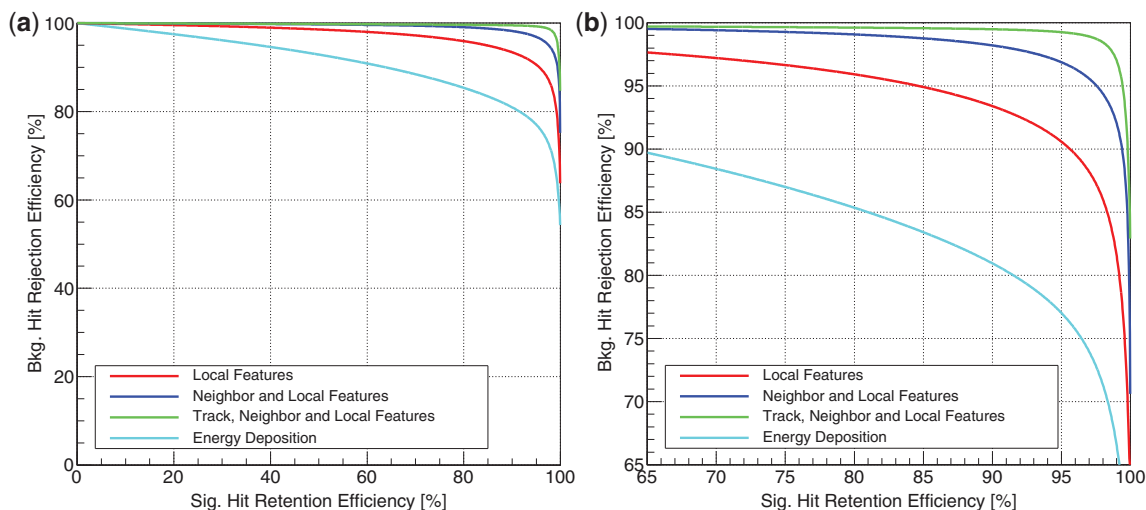 (a)
100
80
60
40
20
0
Bkg. Hit Rejection Efficiency [%]
Local Features
Neighbor and Local Features
Track, Neighbor and Local Features
Energy Deposition
0 20 40 60 80 100
Sig. Hit Retention Efficiency [%]
(b)
100
95
90
85
80
75
70
65
Bkg. Hit Rejection Efficiency [%]
Local Features
Neighbor and Local Features
Track, Neighbor and Local Features
Energy Deposition
65 70 75 80 85 90 95 100
Sig. Hit Retention Efficiency [%]